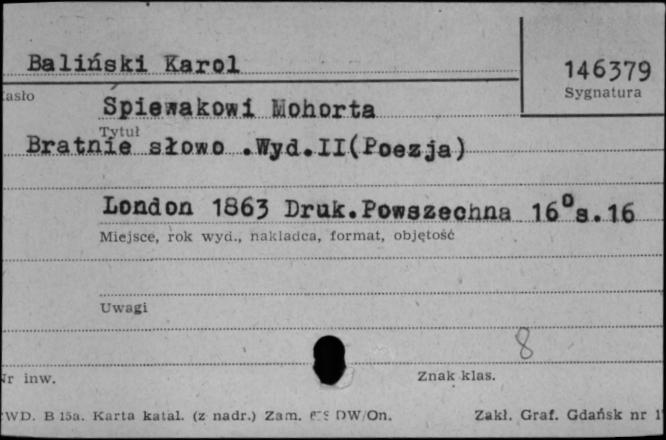 Baliński Karol
146379
asło
Sygnatura
Śpiewakowi Mohorta
Tytuł
Bratnie słowo .Wyd.II(Poezja)
London 1863 Druk.Powszechna 16° s.16
Miejsce, rok wyd., nakładca, format, objętość
Uwagi
8
Nr inw.
Znak klas.
WD. B 15a. Karta katal. (z nadr.) Zam. DW/On.
Zakł. Graf. Gdańsk nr 1